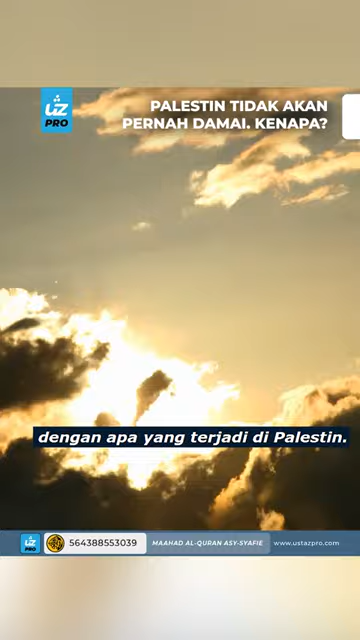 UZ
PRO
PALESTIN TIDAK AKAN
PERNAH DAMAI. KENAPA?
dengan apa yang terjadi di Palestin.
UZ
PRO
564388553039
MAAHAD AL-QURAN ASY-SYAFIE
www.ustazpro.com